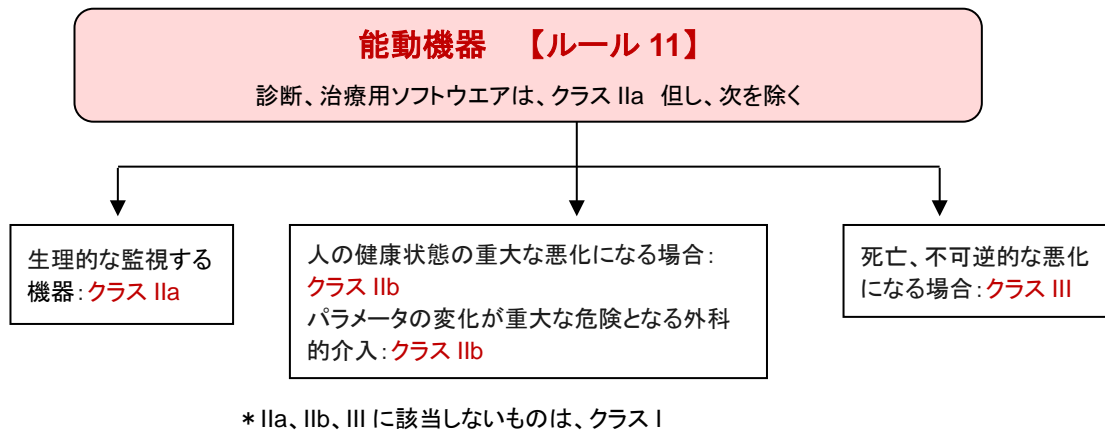 能動機器 【ルール 11】
診断、治療用ソフトウエアは、クラス IIa 但し、次を除く
生理的な監視する
機器：クラス IIa
人の健康状態の重大な悪化になる場合：
クラス IIb
パラメータの変化が重大な危険となる外科
的介入：クラス IIb
死亡、不可逆的な悪化
になる場合：クラス III
＊IIa、IIb、III に該当しないものは、クラス I